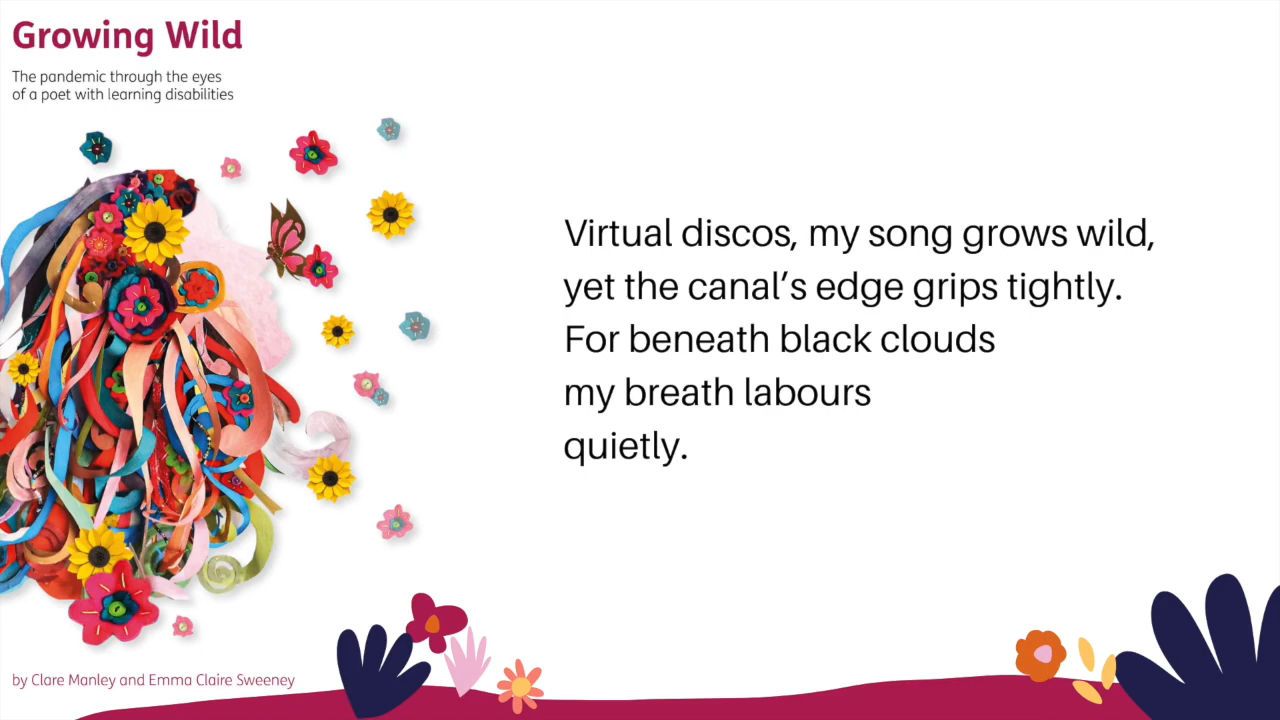 Growing Wild
The pandemic through the eyes
of a poet with learning disabilities
Virtual discos, my song grows wild,
yet the canal’s edge grips tightly.
For beneath black clouds
my breath labours
quietly.
by Clare Manley and Emma Claire Sweeney